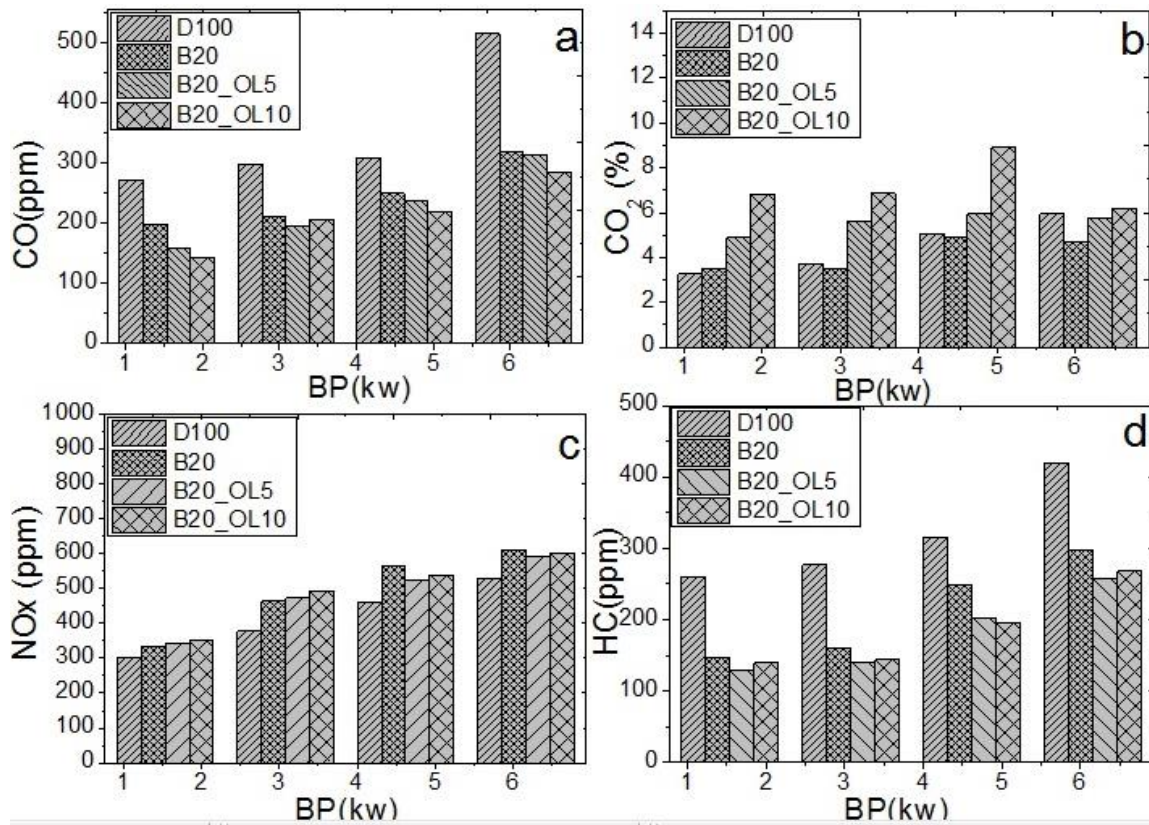 a
D100
B20
B20_OL5
B20_OL10
500
400
300
200
100
0
CO(ppm)
1 2 3 4 5 6
BP(kw)
b
D100
B20
B20_OL5
B20_OL10
14
12
10
8
6
4
2
0
CO2 (%)
1 2 3 4 5 6
BP(kw)
c
D100
B20
B20_OL5
B20_OL10
1000
900
800
700
600
500
400
300
200
100
0
NOx (ppm)
1 2 3 4 5 6
BP(kw)
d
D100
B20
B20_OL5
B20_OL10
500
400
300
200
100
0
HC(ppm)
1 2 3 4 5 6
BP(kw)